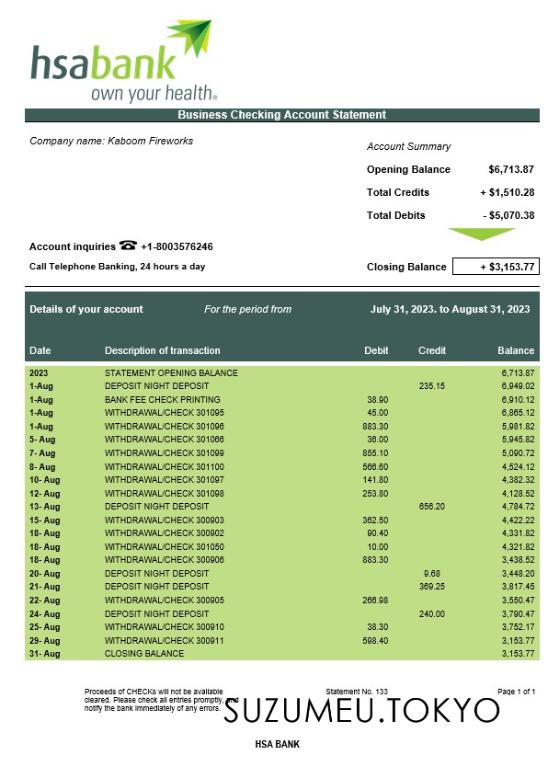 hsabank
own your health®
Business Checking Account Statement
Company name: Kaboom Fireworks
Account Summary
Opening Balance $6,713.87
Total Credits + $1,510.28
Total Debits - $5,070.38
Account inquiries ☎ +1-8003576246
Call Telephone Banking, 24 hours a day
Closing Balance + $3,153.77
Details of your account For the period from July 31, 2023. to August 31, 2023
Date Description of transaction Debit Credit Balance
2023 STATEMENT OPENING BALANCE 6,713.87
1-Aug DEPOSIT NIGHT DEPOSIT 235.15 6,949.02
1-Aug BANK FEE CHECK PRINTING 38.90 6,910.12
1-Aug WITHDRAWAL/CHECK 301095 45.00 6,865.12
1-Aug WITHDRAWAL/CHECK 301096 883.30 5,981.82
5- Aug WITHDRAWAL/CHECK 301066 36.00 5,945.82
7- Aug WITHDRAWAL/CHECK 301099 855.10 5,090.72
8- Aug WITHDRAWAL/CHECK 301100 566.60 4,524.12
10- Aug WITHDRAWAL/CHECK 301097 141.80 4,382.32
12- Aug WITHDRAWAL/CHECK 301098 253.80 4,128.52
13- Aug DEPOSIT NIGHT DEPOSIT 656.20 4,784.72
15- Aug WITHDRAWAL/CHECK 300903 362.50 4,422.22
18- Aug WITHDRAWAL/CHECK 300902 90.40 4,331.82
18- Aug WITHDRAWAL/CHECK 301050 10.00 4,321.82
18- Aug WITHDRAWAL/CHECK 300906 883.30 3,438.52
20- Aug DEPOSIT NIGHT DEPOSIT 9.68 3,448.20
21- Aug DEPOSIT NIGHT DEPOSIT 369.25 3,817.45
22- Aug WITHDRAWAL/CHECK 300905 266.98 3,550.47
24- Aug DEPOSIT NIGHT DEPOSIT 240.00 3,790.47
25- Aug WITHDRAWAL/CHECK 300910 38.30 3,752.17
29- Aug WITHDRAWAL/CHECK 300911 598.40 3,153.77
31- Aug CLOSING BALANCE 3,153.77
Proceeds of CHECKs will not be available Statement No. 133 Page 1 of 1
cleared. Please check all entries promptly, and
notify the bank immediately of any errors.
SUZUMEU.TOKYO
HSA BANK